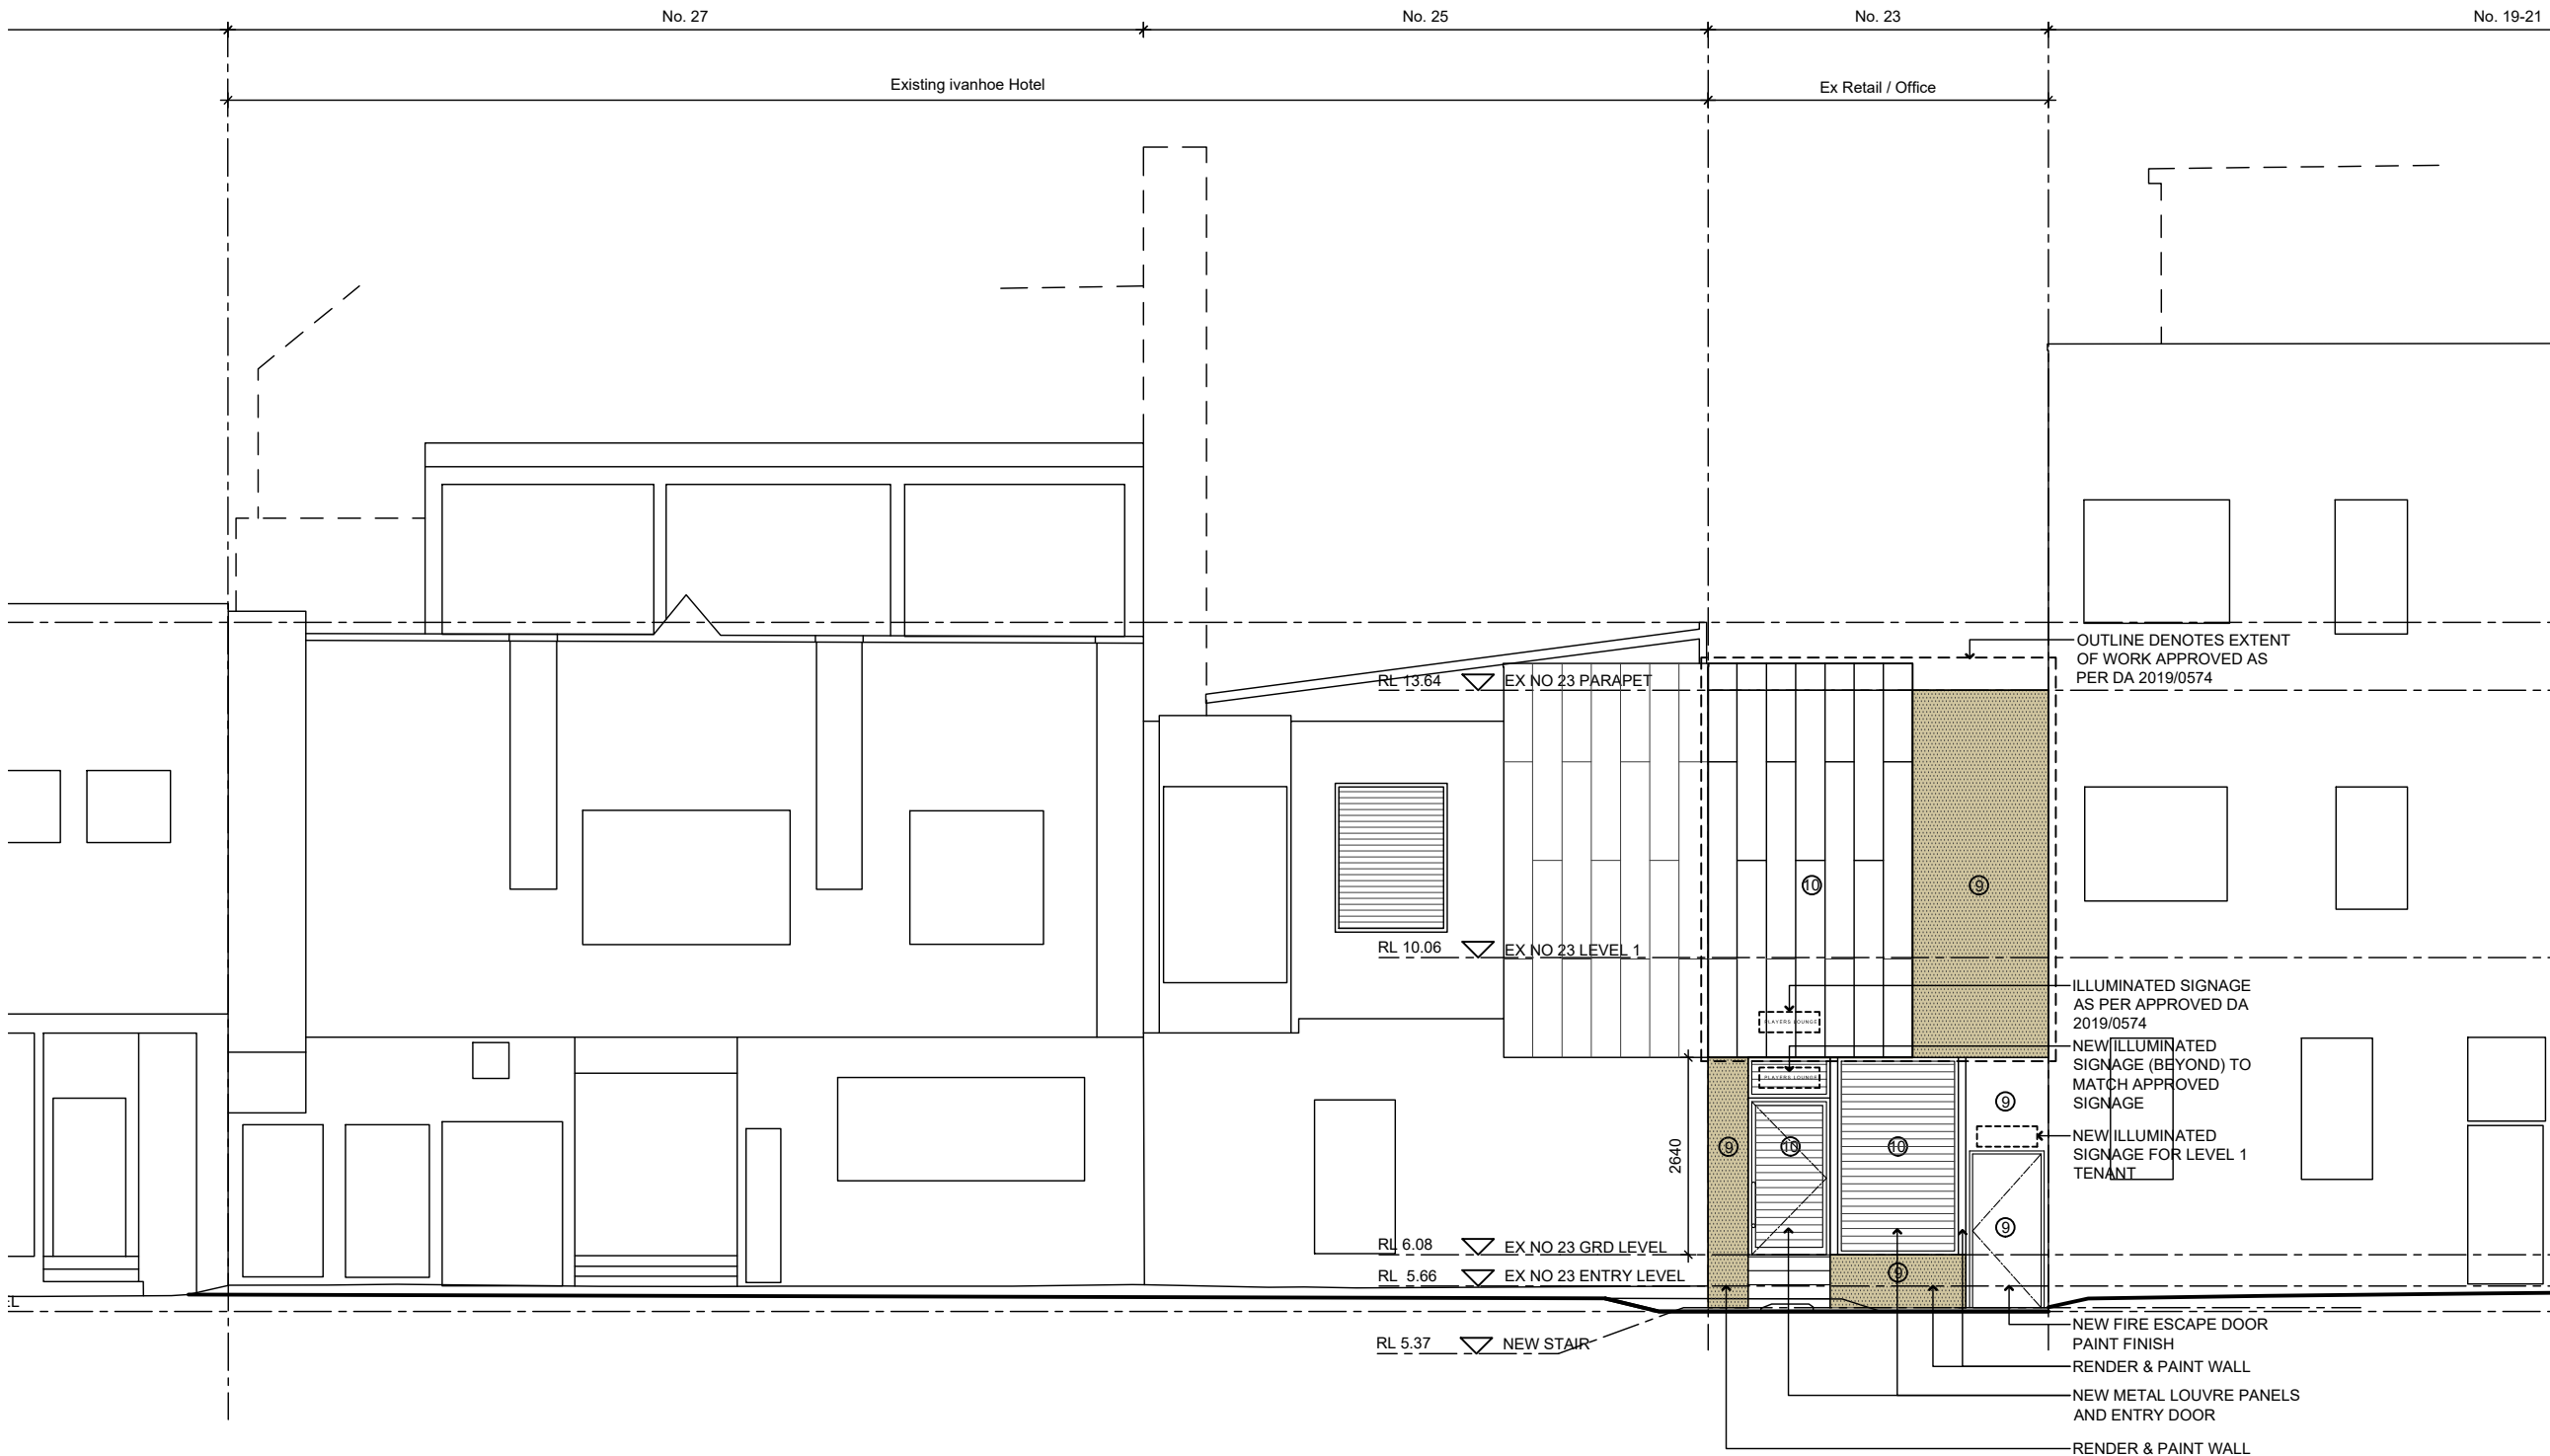 No. 27
No. 25
No. 23
No. 19-21
Existing ivanhoe Hotel
Ex Retail / Office
OUTLINE DENOTES EXTENT
OF WORK APPROVED AS
PER DA 2019/0574
RL 13.64
EX NO 23 PARAPET
10
9
RL 10.06
EX NO 23 LEVEL 1
ILLUMINATED SIGNAGE
AS PER APPROVED DA
2019/0574
PLAYERS LOUNGE
NEW ILLUMINATED
SIGNAGE (BEYOND) TO
MATCH APPROVED
SIGNAGE
PLAYERS LOUNGE
9
NEW ILLUMINATED
SIGNAGE FOR LEVEL 1
TENANT
2640
9
10
10
9
RL 6.08
EX NO 23 GRD LEVEL
RL 5.66
EX NO 23 ENTRY LEVEL
9
EL
RL 5.37
NEW STAIR
NEW FIRE ESCAPE DOOR
PAINT FINISH
RENDER & PAINT WALL
NEW METAL LOUVRE PANELS
AND ENTRY DOOR
RENDER & PAINT WALL